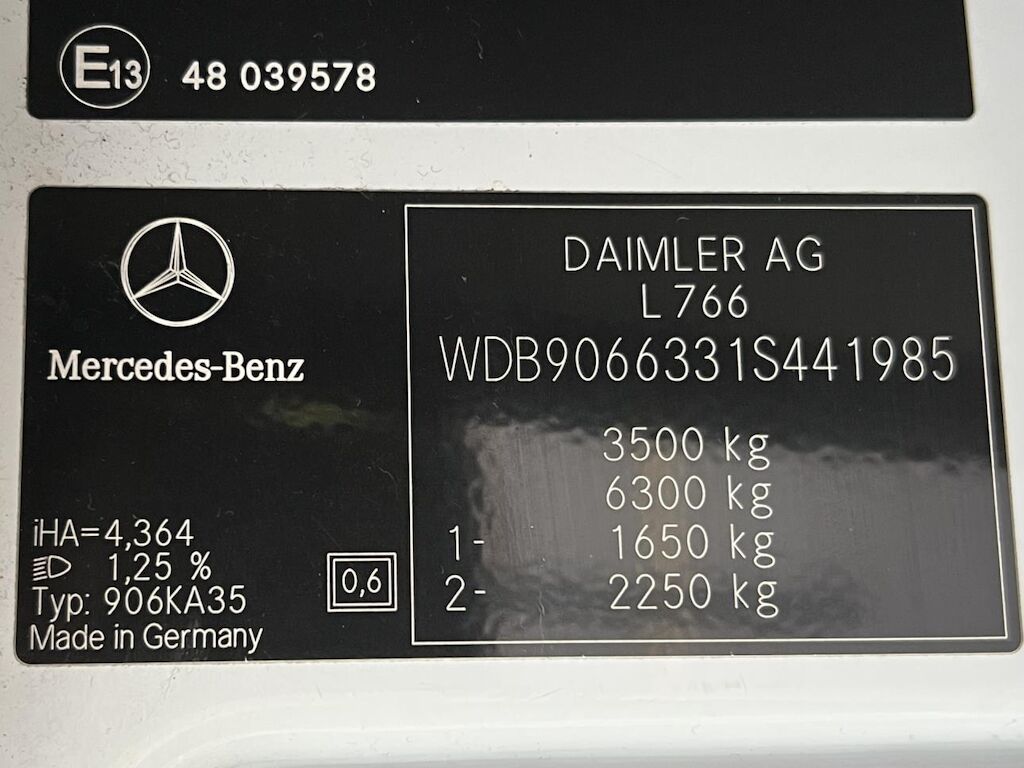 E13 48 039578
Mercedes-Benz
iHA=4,364
1,25 %
Typ: 906KA35
Made in Germany
0,6
DAIMLER AG
L 766
WDB9066331S441985
3500 kg
6300 kg
1- 1650 kg
2- 2250 kg